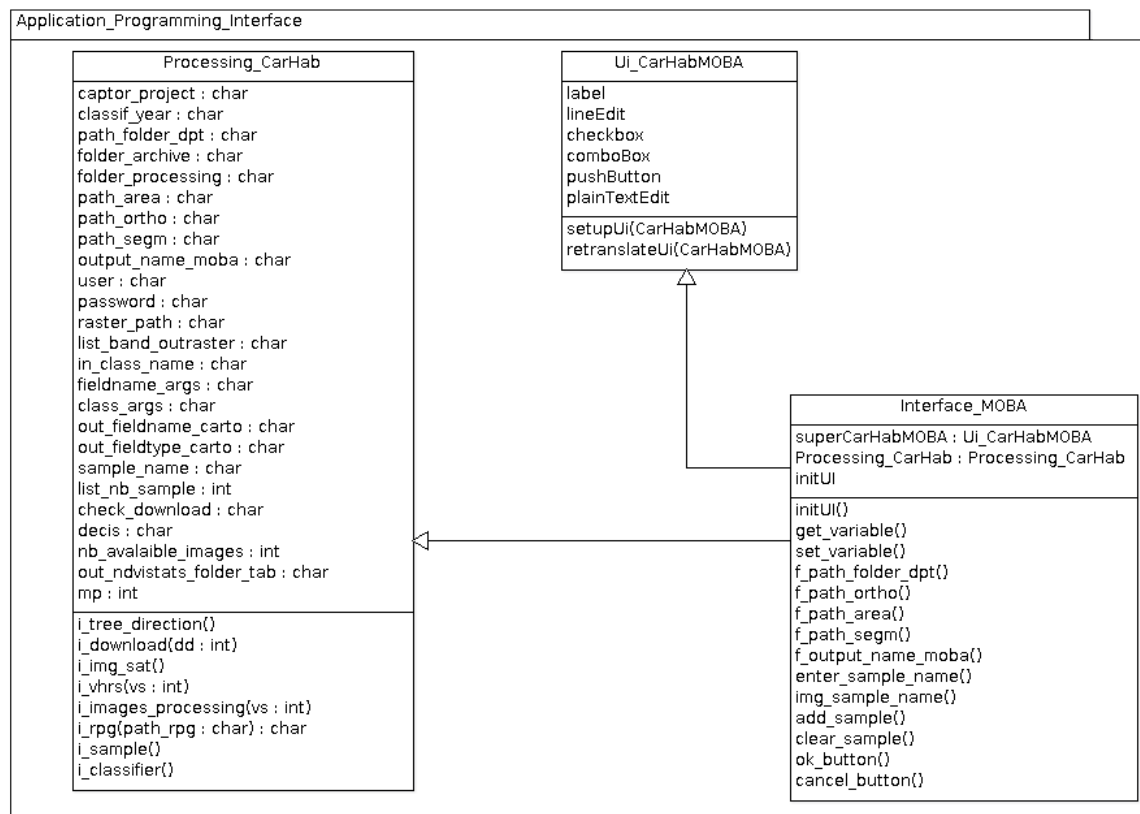 Application_Programming_Interface
Processing_CarHab
captor_project : char
classif_year : char
path_folder_dpt : char
folder_archive : char
folder_processing : char
path_area : char
path_ortho : char
path_segm : char
output_name_moba : char
user : char
password : char
raster_path : char
list_band_outraster : char
in_class_name : char
fieldname_args : char
class_args : char
out_fieldname_carto : char
out_fieldtype_carto : char
sample_name : char
list_nb_sample : int
check_download : char
decis : char
nb_avalaible_images : int
out_ndvistats_folder_tab : char
mp : int
i_tree_direction()
i_download(dd : int)
i_img_sat()
i_vhrs(vs : int)
i_images_processing(vs : int)
i_rpg(path_rpg : char) : char
i_sample()
i_classifier()
Ui_CarHabMOBA
label
lineEdit
checkbox
comboBox
pushButton
plainTextEdit
setupUi(CarHabMOBA)
retranslateUi(CarHabMOBA)
Interface_MOBA
superCarHabMOBA : Ui_CarHabMOBA
Processing_CarHab : Processing_CarHab
initUI
initUI()
get_variable()
set_variable()
f_path_folder_dpt()
f_path_ortho()
f_path_area()
f_path_segm()
f_output_name_moba()
enter_sample_name()
img_sample_name()
add_sample()
clear_sample()
ok_button()
cancel_button()